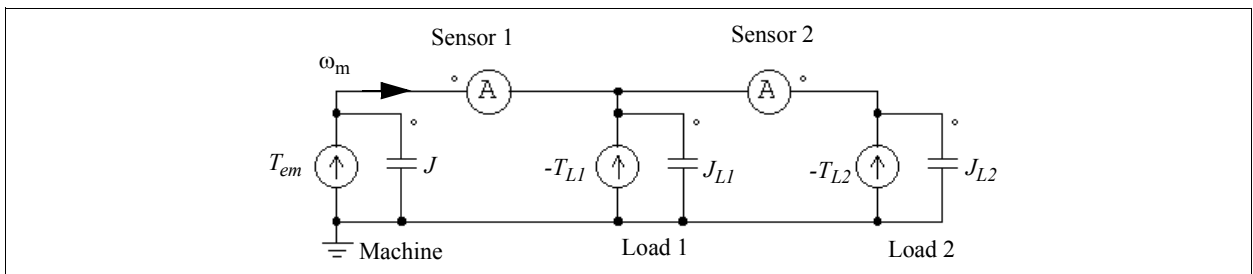 Sensor 1
Sensor 2
ωm
A
A
Tem
J
-TL1
JL1
-TL2
JL2
Machine
Load 1
Load 2